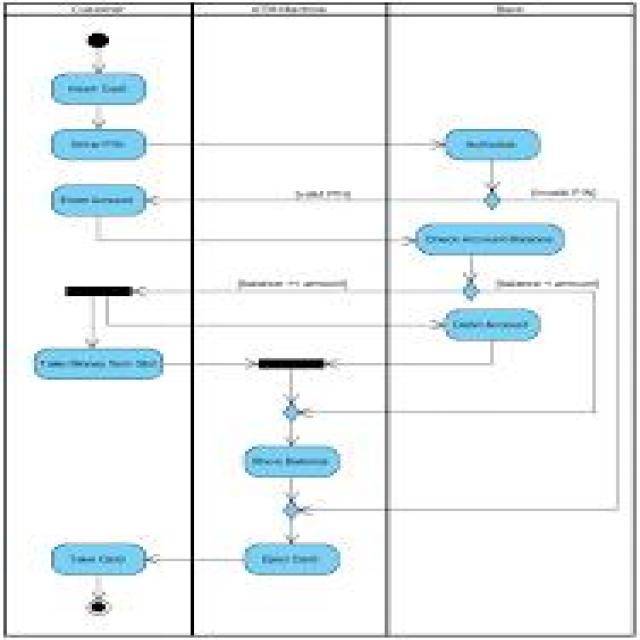 Customer
ATM Machine
Bank
Insert Card
Enter PIN
Authorize
Enter Amount
[valid PIN]
[invalid PIN]
Check Account Balance
[balance >= amount]
[balance < amount]
Debit Account
Take Money from Slot
Show Balance
Take Card
Eject Card